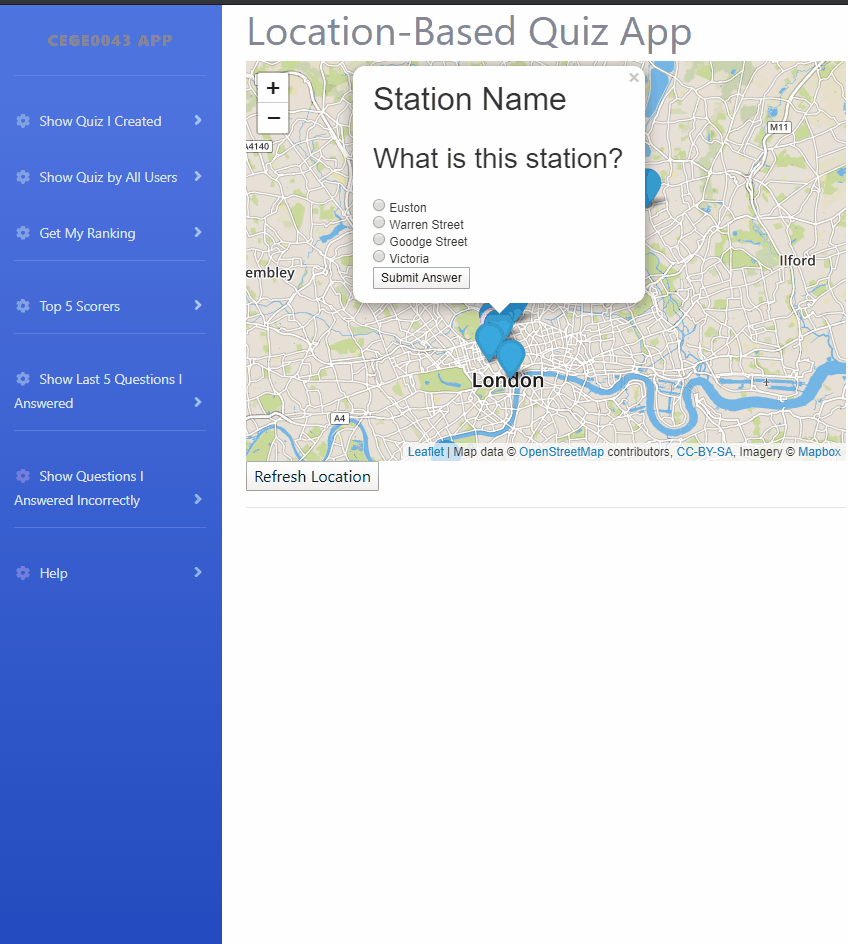 CEGE0043 APP
Show Quiz I Created
Show Quiz by All Users
Get My Ranking
Top 5 Scorers
Show Last 5 Questions I
Answered
Show Questions I
Answered Incorrectly
Help
Location-Based Quiz App
+
−
×
Station Name
What is this station?
Euston
Warren Street
Goodge Street
Victoria
Submit Answer
A4140
M11
embley
Ilford
London
A4
Leaflet | Map data © OpenStreetMap contributors, CC-BY-SA, Imagery © Mapbox
Refresh Location